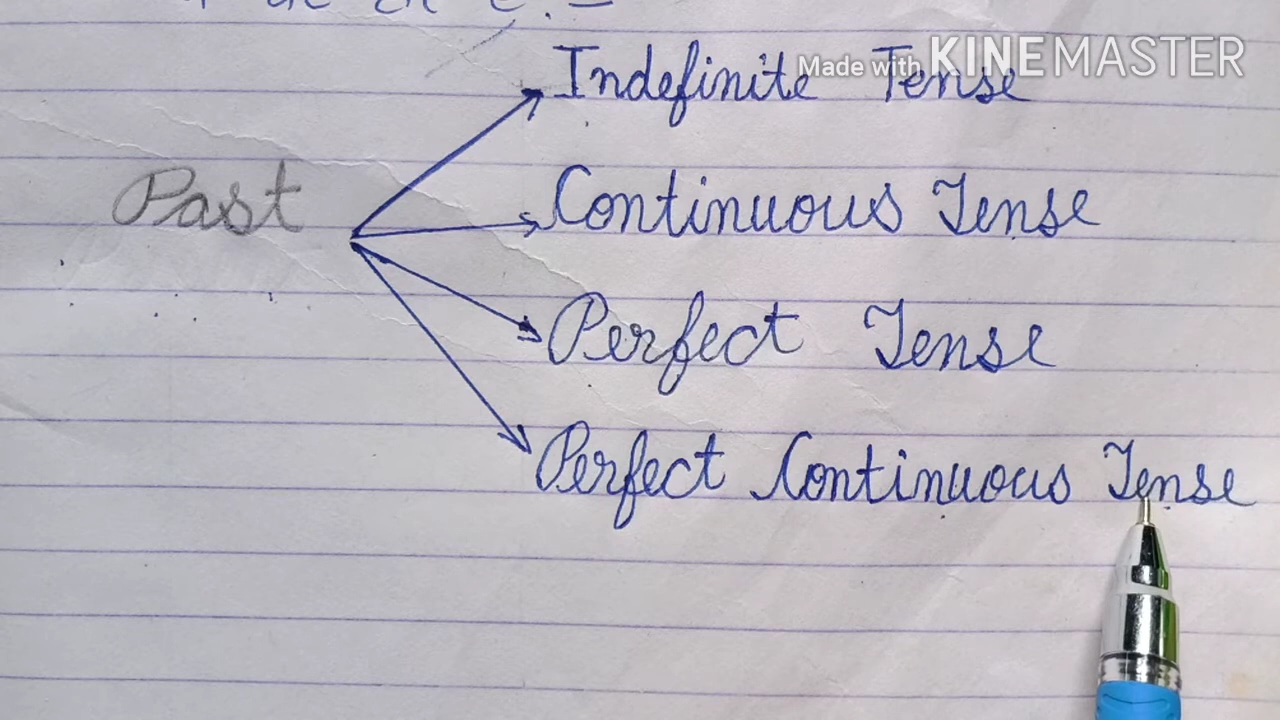 Made with KINEMASTER
Indefinite Tense
Past
Continuous Tense
Perfect Tense
Perfect Continuous Tense